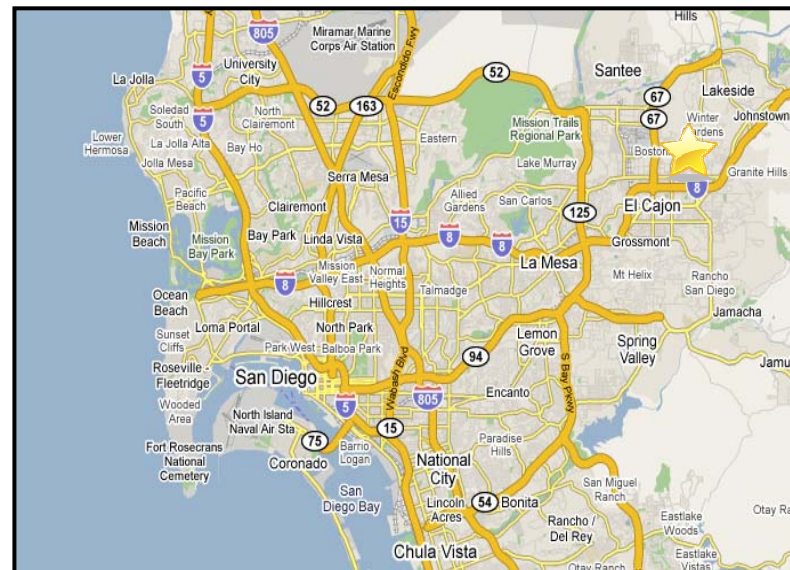 Hills
805
Miramar Marine
Corps Air Station
Escondido Fwy
University
City
5
La Jolla
52
Santee
67
Lakeside
52
163
Soledad
South
North
Clairemont
5
67
Winter
Johnstown
Mission Trails
Regional Park
Lower
Hermosa
La Jolla Alta
Bay Ho
Eastern
Jolla Mesa
Lake Murray
Granite Hills
Serra Mesa
Pacific
Beach
Allied
Gardens
San Carlos
8
Clairemont
El Cajon
125
Mission
Beach
15
Mission
Bay Park
Bay Park
Linda Vista
8
8
Grossmont
Mission
Valley East
Normal
Heights
La Mesa
Mt Helix
Rancho
San Diego
Ocean
Beach
8
Talmadge
Hillcrest
Jamacha
Loma Portal
North Park
Lemon
Grove
Spring
Valley
Sunset
Cliffs
Park West
Balboa Park
94
S Bay Pkwy
Roseville -
Fleetridge
San Diego
Wabash Blvd
Jamu
Wooded
Area
5
805
Encanto
North Island
Naval Air Sta
15
75
Barrio
Logan
Paradise
Hills
Fort Rosecrans
National
Cemetery
Coronado
National
City
San Miguel
Ranch
San
Diego Bay
Lincoln
Acres
54
Bonita
Otay
Eastlake
Woods
Rancho /
Del Rey
Chula Vista
Eastlake
Vistas
Otay Ranch
Otay